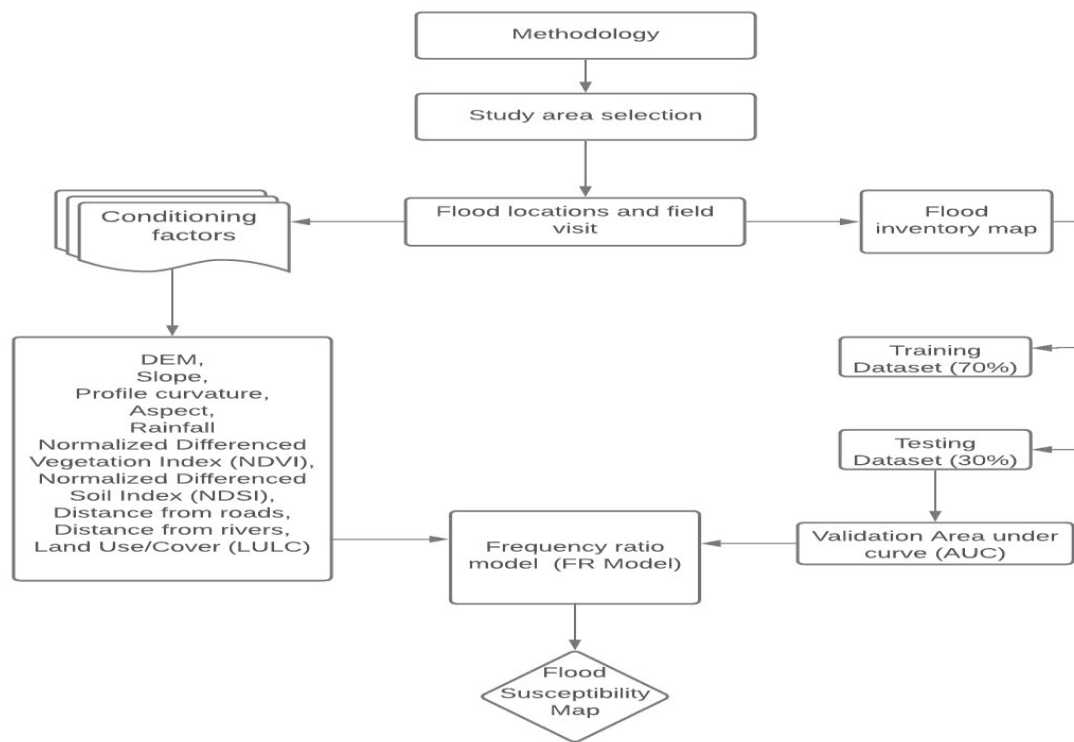 Methodology
Study area selection
Flood locations and field
visit
Conditioning
factors
Flood
inventory map
DEM,
Slope,
Profile curvature,
Aspect,
Rainfall
Normalized Differenced
Vegetation Index (NDVI),
Normalized Differenced
Soil Index (NDSI),
Distance from roads,
Distance from rivers,
Land Use/Cover (LULC)
Training
Dataset (70%)
Testing
Dataset (30%)
Validation Area under
curve (AUC)
Frequency ratio
model (FR Model)
Flood
Susceptibility
Map